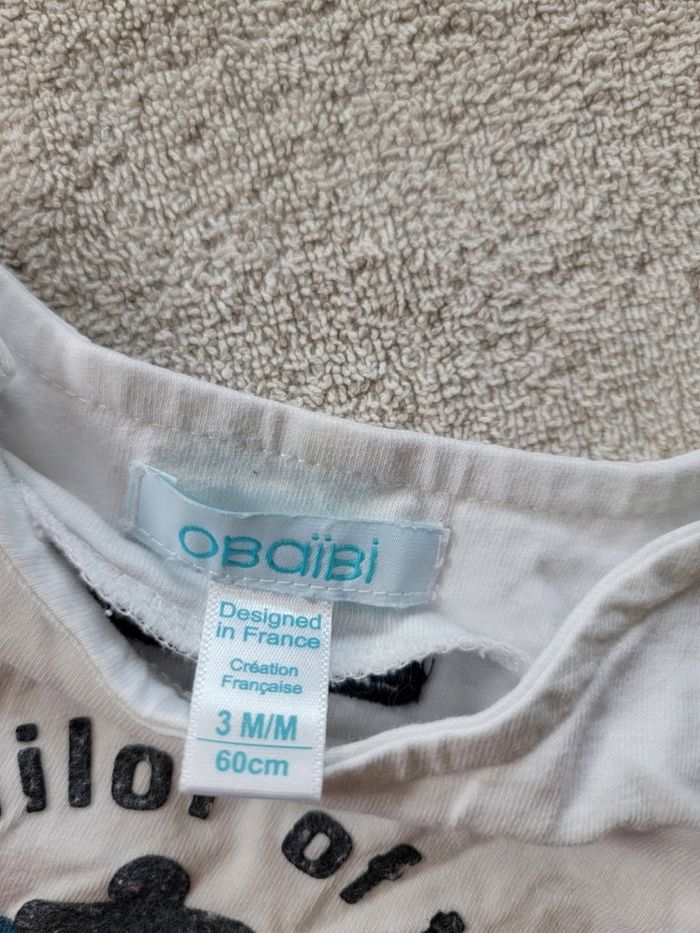 OBaïBi
Designed
in France
Création
Française
3 M/M
60cm
ilor of